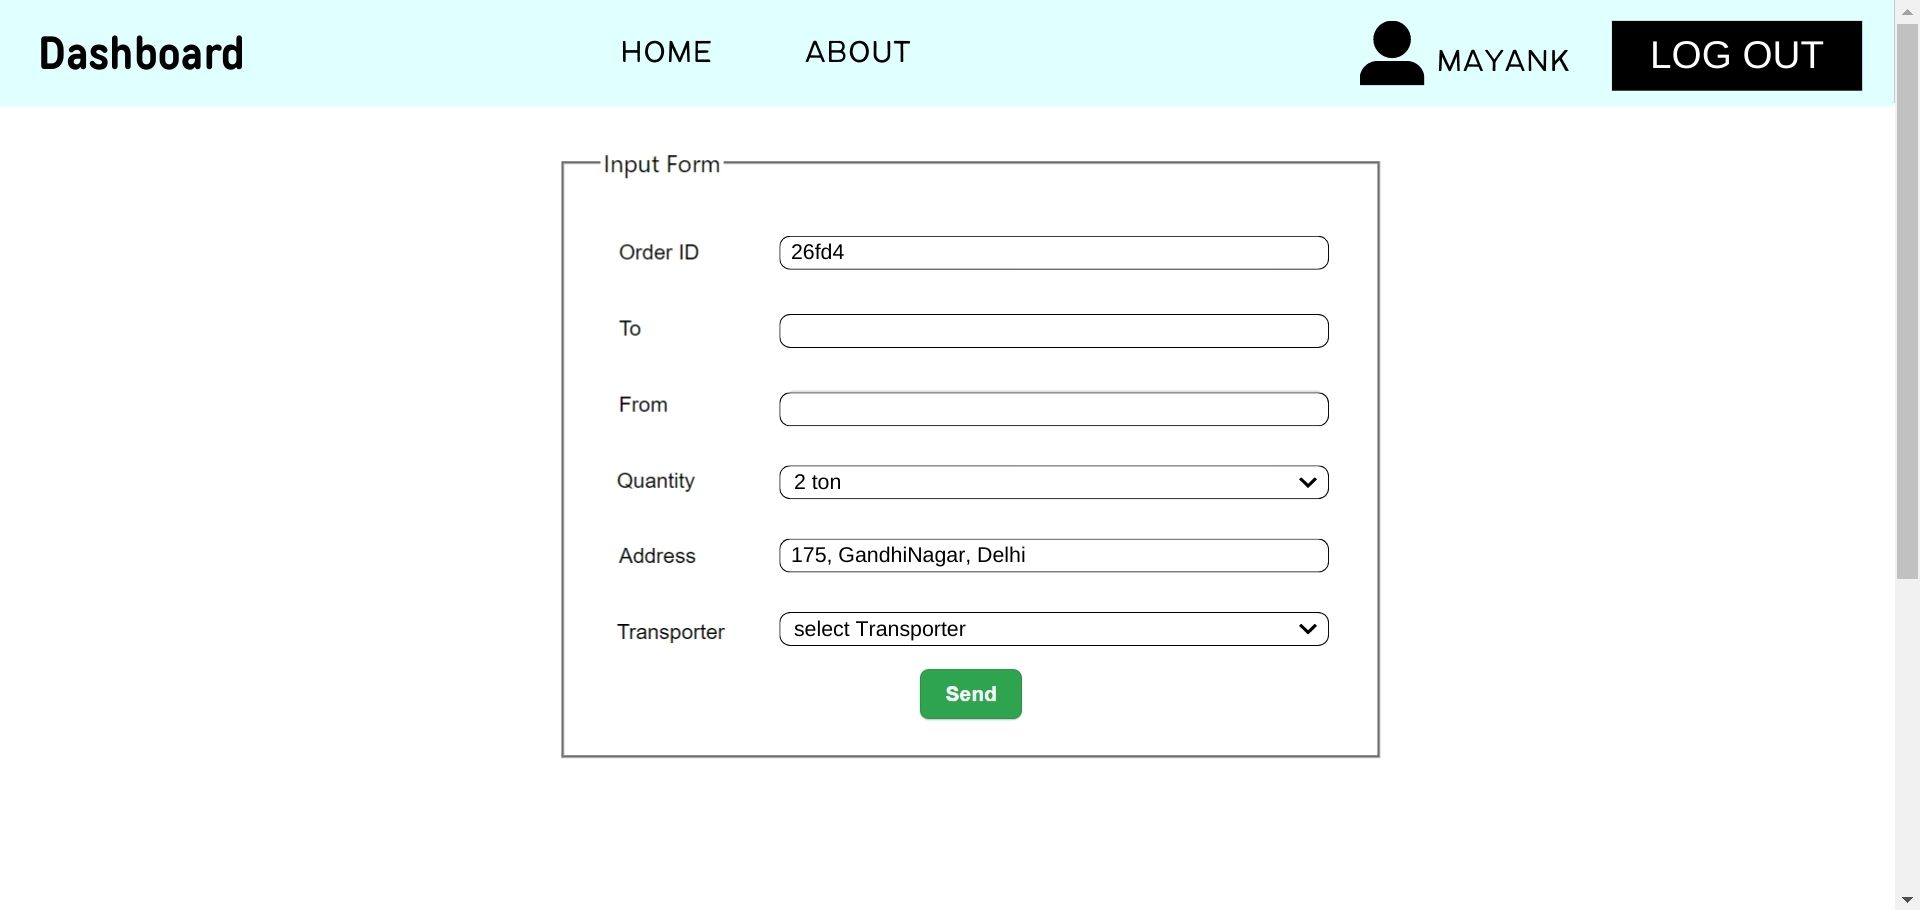 Dashboard HOME ABOUT MAYANK LOG OUT
Input Form
Order ID 26fd4
To
From
Quantity 2 ton
Address 175, GandhiNagar, Delhi
Transporter select Transporter
Send